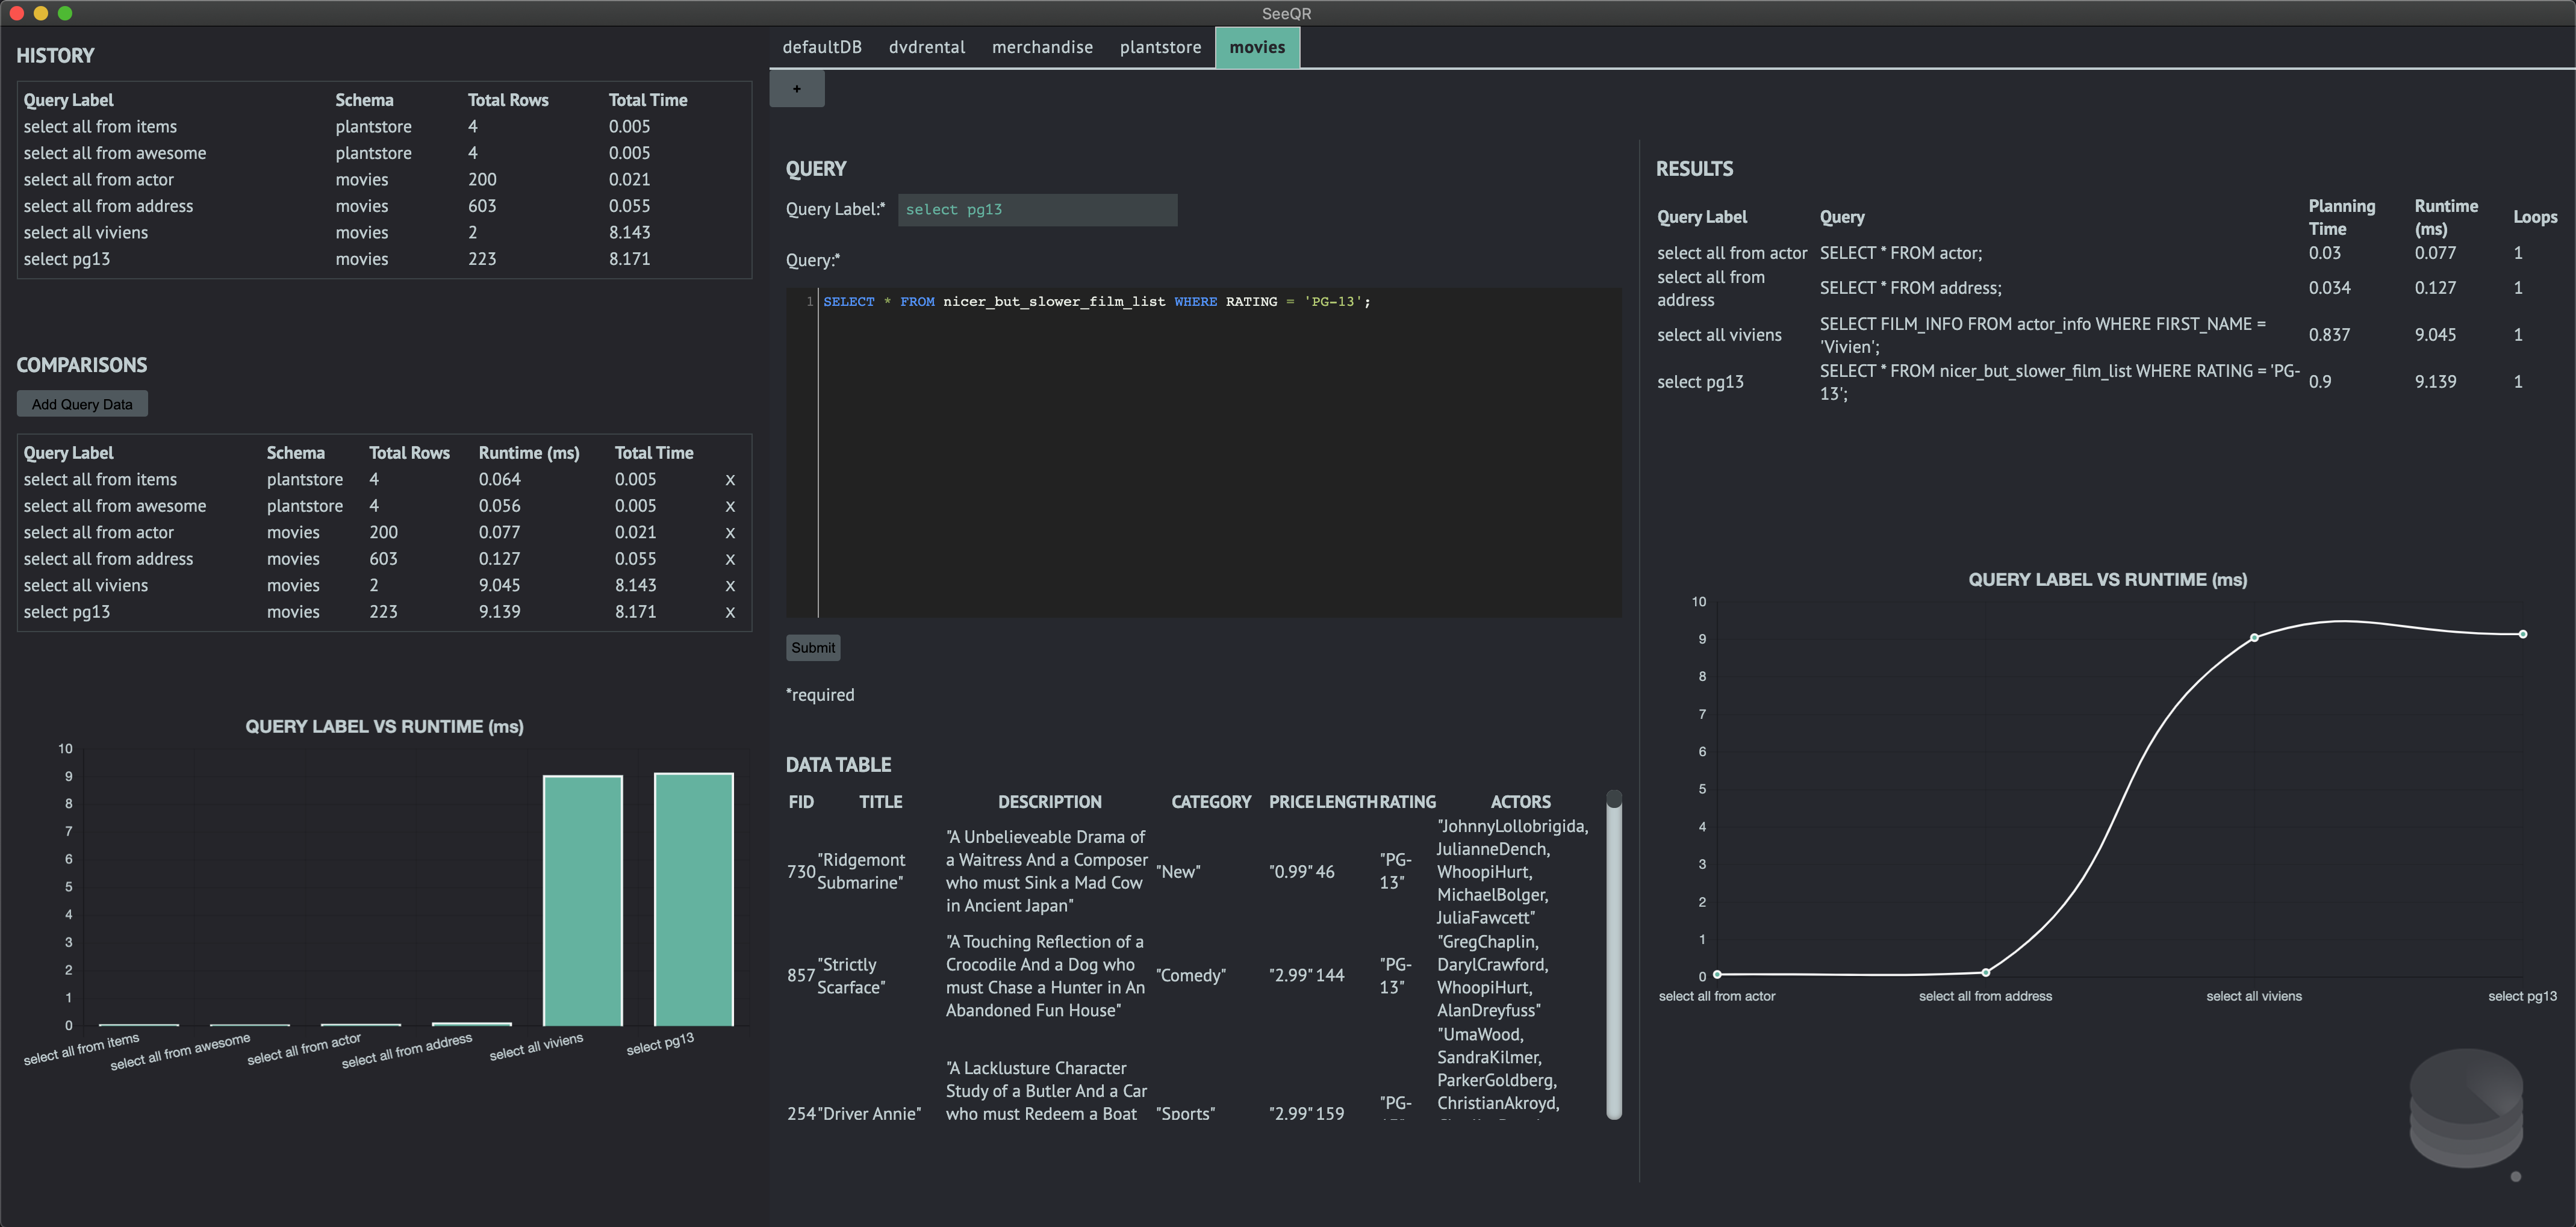 SeeQR
HISTORY
Query Label Schema Total Rows Total Time
select all from items plantstore 4 0.005
select all from awesome plantstore 4 0.005
select all from actor movies 200 0.021
select all from address movies 603 0.055
select all viviens movies 2 8.143
select pg13 movies 223 8.171
COMPARISONS
Add Query Data
Query Label Schema Total Rows Runtime (ms) Total Time
select all from items plantstore 4 0.064 0.005 X
select all from awesome plantstore 4 0.056 0.005 X
select all from actor movies 200 0.077 0.021 X
select all from address movies 603 0.127 0.055 X
select all viviens movies 2 9.045 8.143 X
select pg13 movies 223 9.139 8.171 X
QUERY LABEL VS RUNTIME (ms)
10
9
8
7
6
5
4
3
2
1
0
select all from items select all from awesome select all from actor select all from address select all viviens select pg13
defaultDB dvdrental merchandise plantstore movies
+
QUERY
Query Label:* select pg13
Query:*
1 SELECT * FROM nicer_but_slower_film_list WHERE RATING = 'PG-13';
Submit
*required
DATA TABLE
FID TITLE DESCRIPTION CATEGORY PRICE LENGTH RATING ACTORS
730 "Ridgemont Submarine" "A Unbelieveable Drama of a Waitress And a Composer who must Sink a Mad Cow in Ancient Japan" "New" "0.99" 46 "PG-13" "JohnnyLollobrigida, JulianneDench, WhoopiHurt, MichaelBolger, JuliaFawcett"
857 "Strictly Scarface" "A Touching Reflection of a Crocodile And a Dog who must Chase a Hunter in An Abandoned Fun House" "Comedy" "2.99" 144 "PG-13" "GregChaplin, DarylCrawford, WhoopiHurt, AlanDreyfuss"
254 "Driver Annie" "A Lacklusture Character Study of a Butler And a Car who must Redeem a Boat "Sports" "2.99" 159 "PG- "UmaWood, SandraKilmer, ParkerGoldberg, ChristianAkroyd,
RESULTS
Query Label Query Planning Time Runtime (ms) Loops
select all from actor SELECT * FROM actor; 0.03 0.077 1
select all from address SELECT * FROM address; 0.034 0.127 1
select all viviens SELECT FILM_INFO FROM actor_info WHERE FIRST_NAME = 'Vivien'; 0.837 9.045 1
select pg13 SELECT * FROM nicer_but_slower_film_list WHERE RATING = 'PG-13'; 0.9 9.139 1
QUERY LABEL VS RUNTIME (ms)
10
9
8
7
6
5
4
3
2
1
0
select all from actor select all from address select all viviens select pg13